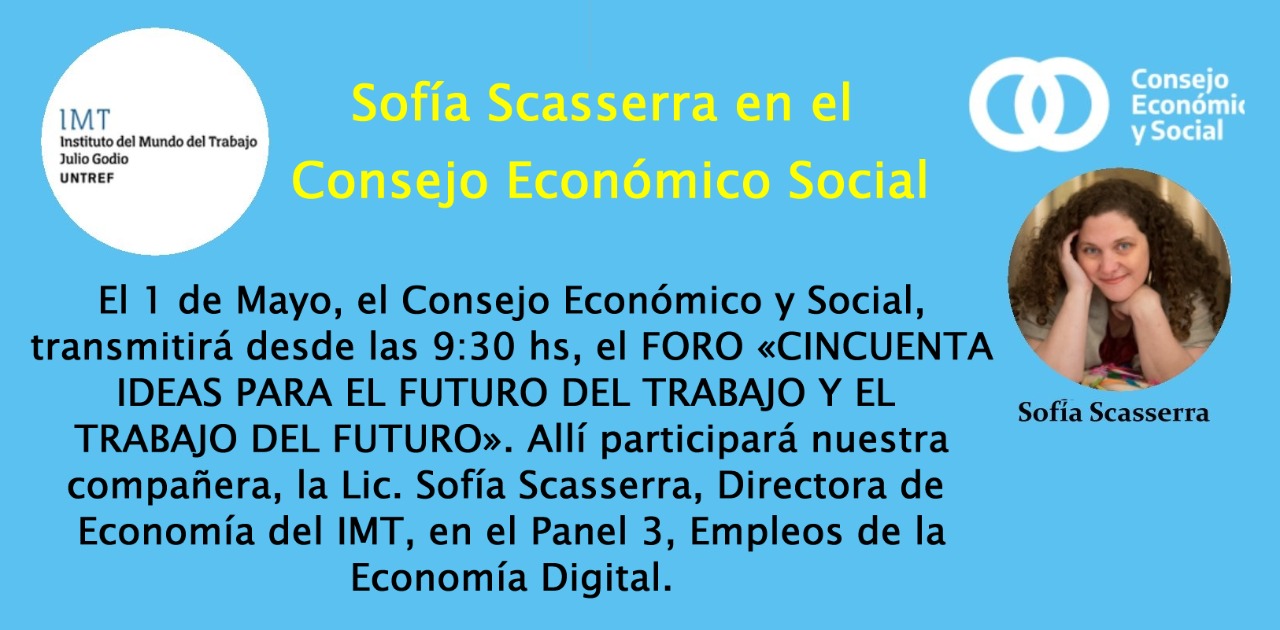 IMT
Instituto del Mundo del Trabajo
Julio Godio
UNTREF
Sofía Scasserra en el
Consejo Económico Social
Consejo
Económic
y Social
El 1 de Mayo, el Consejo Económico y Social,
transmitirá desde las 9:30 hs, el FORO «CINCUENTA
IDEAS PARA EL FUTURO DEL TRABAJO Y EL
TRABAJO DEL FUTURO». Allí participará nuestra
compañera, la Lic. Sofía Scasserra, Directora de
Economía del IMT, en el Panel 3, Empleos de la
Economía Digital.
Sofía Scasserra